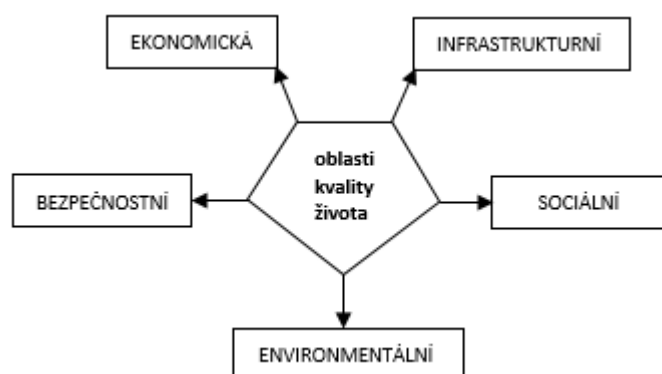 EKONOMICKÁ
INFRASTRUKTURNÍ
oblasti
kvality
života
BEZPEČNOSTNÍ
SOCIÁLNÍ
ENVIRONMENTÁLNÍ